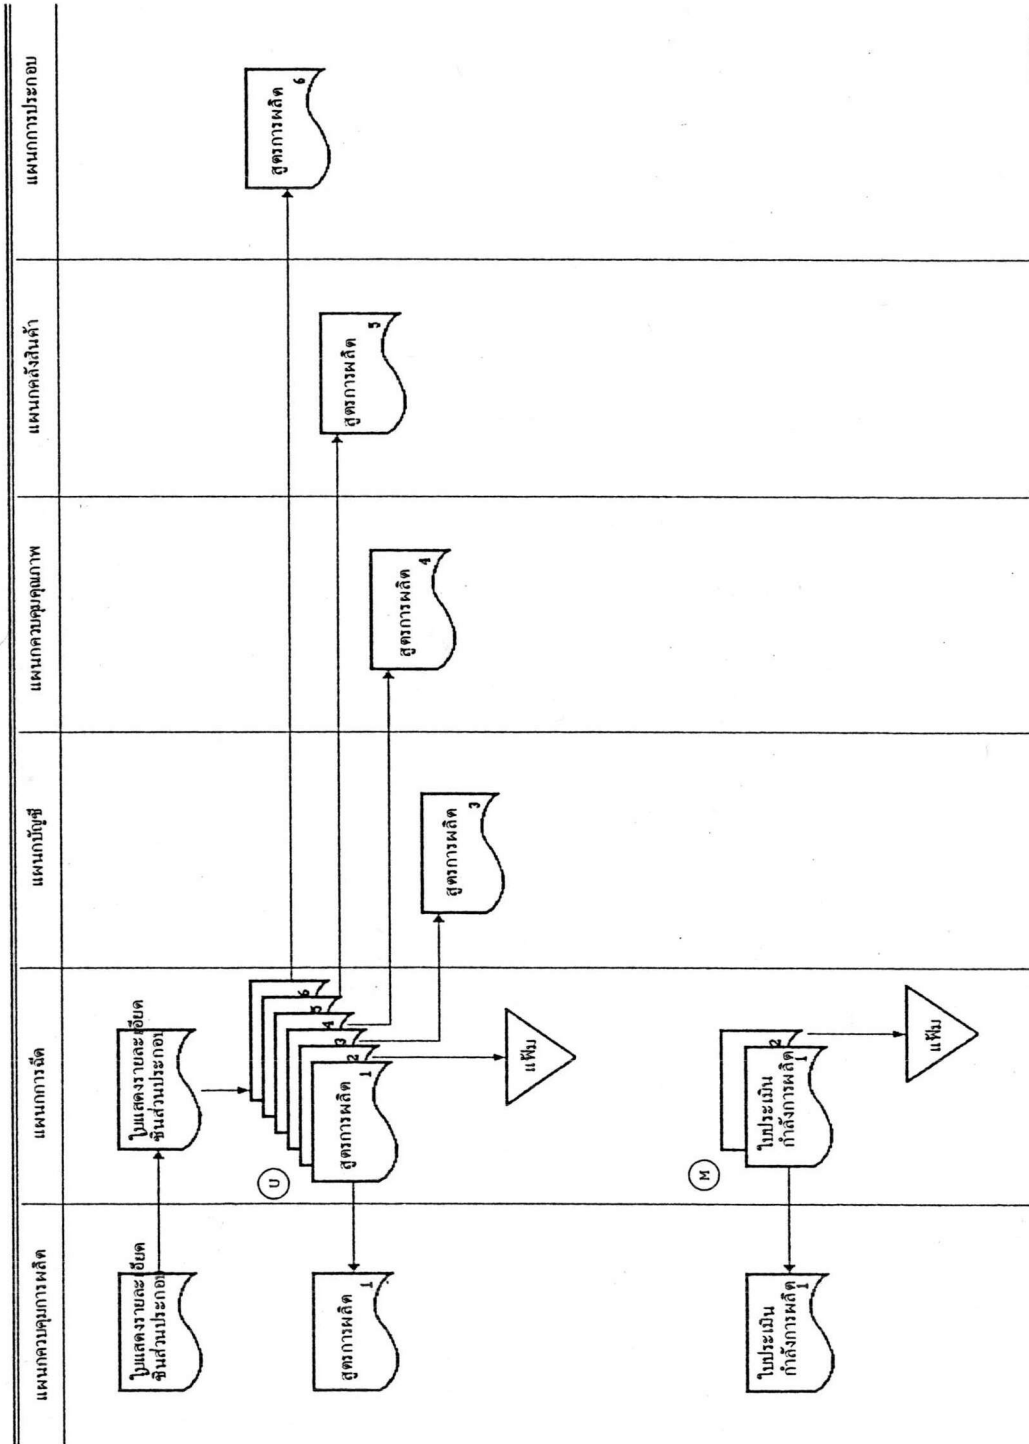 แผนกควบคุมการผลิต
แผนกการฉีด
แผนกบัญชี
แผนกควบคุมคุณภาพ
แผนกคลังสินค้า
แผนกการประกอบ
ใบแสดงรายละเอียด
ชิ้นส่วนประกอบ
ใบแสดงรายละเอียด
ชิ้นส่วนประกอบ
สูตรการผลิต
6
สูตรการผลิต
5
สูตรการผลิต
4
สูตรการผลิต
3
U
6
5
4
3
2
สูตรการผลิต
1
สูตรการผลิต
1
แฟ้ม
M
2
ใบประเมิน
กำลังการผลิต
1
ใบประเมิน
กำลังการผลิต
1
แฟ้ม